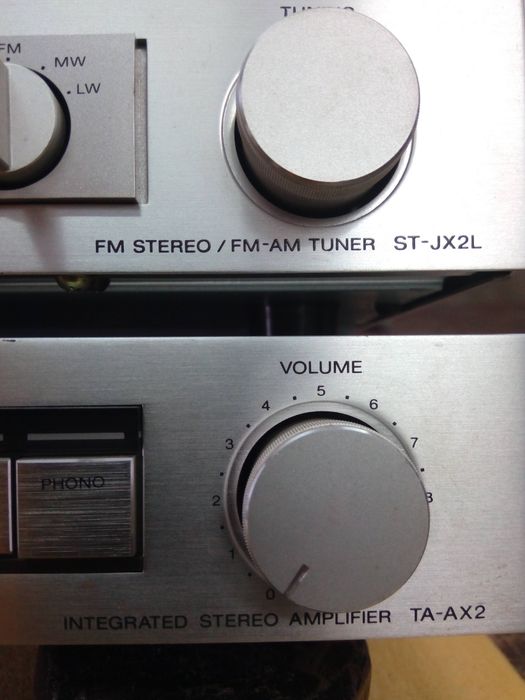 TUNING
FM
MW
LW
FM STEREO / FM-AM TUNER ST-JX2L
VOLUME
5
4 6
3 7
PHONO
2 8
1
0
INTEGRATED STEREO AMPLIFIER TA-AX2